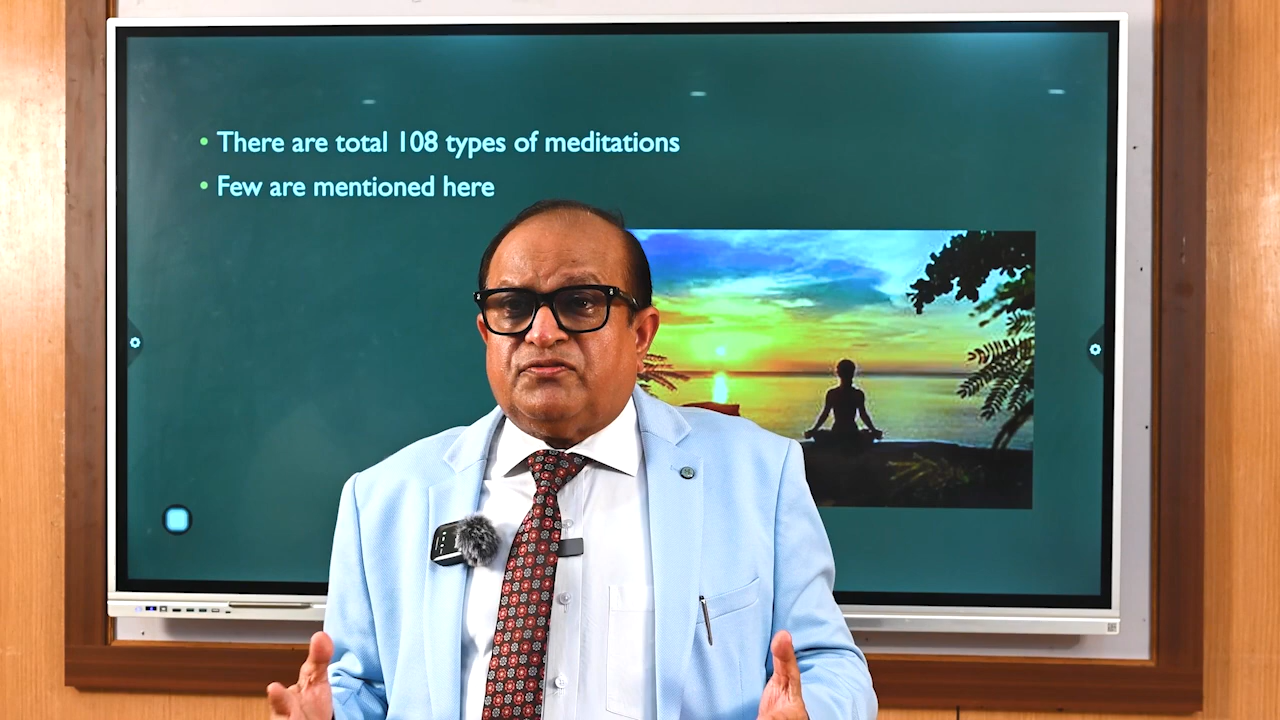 • There are total 108 types of meditations
• Few are mentioned here